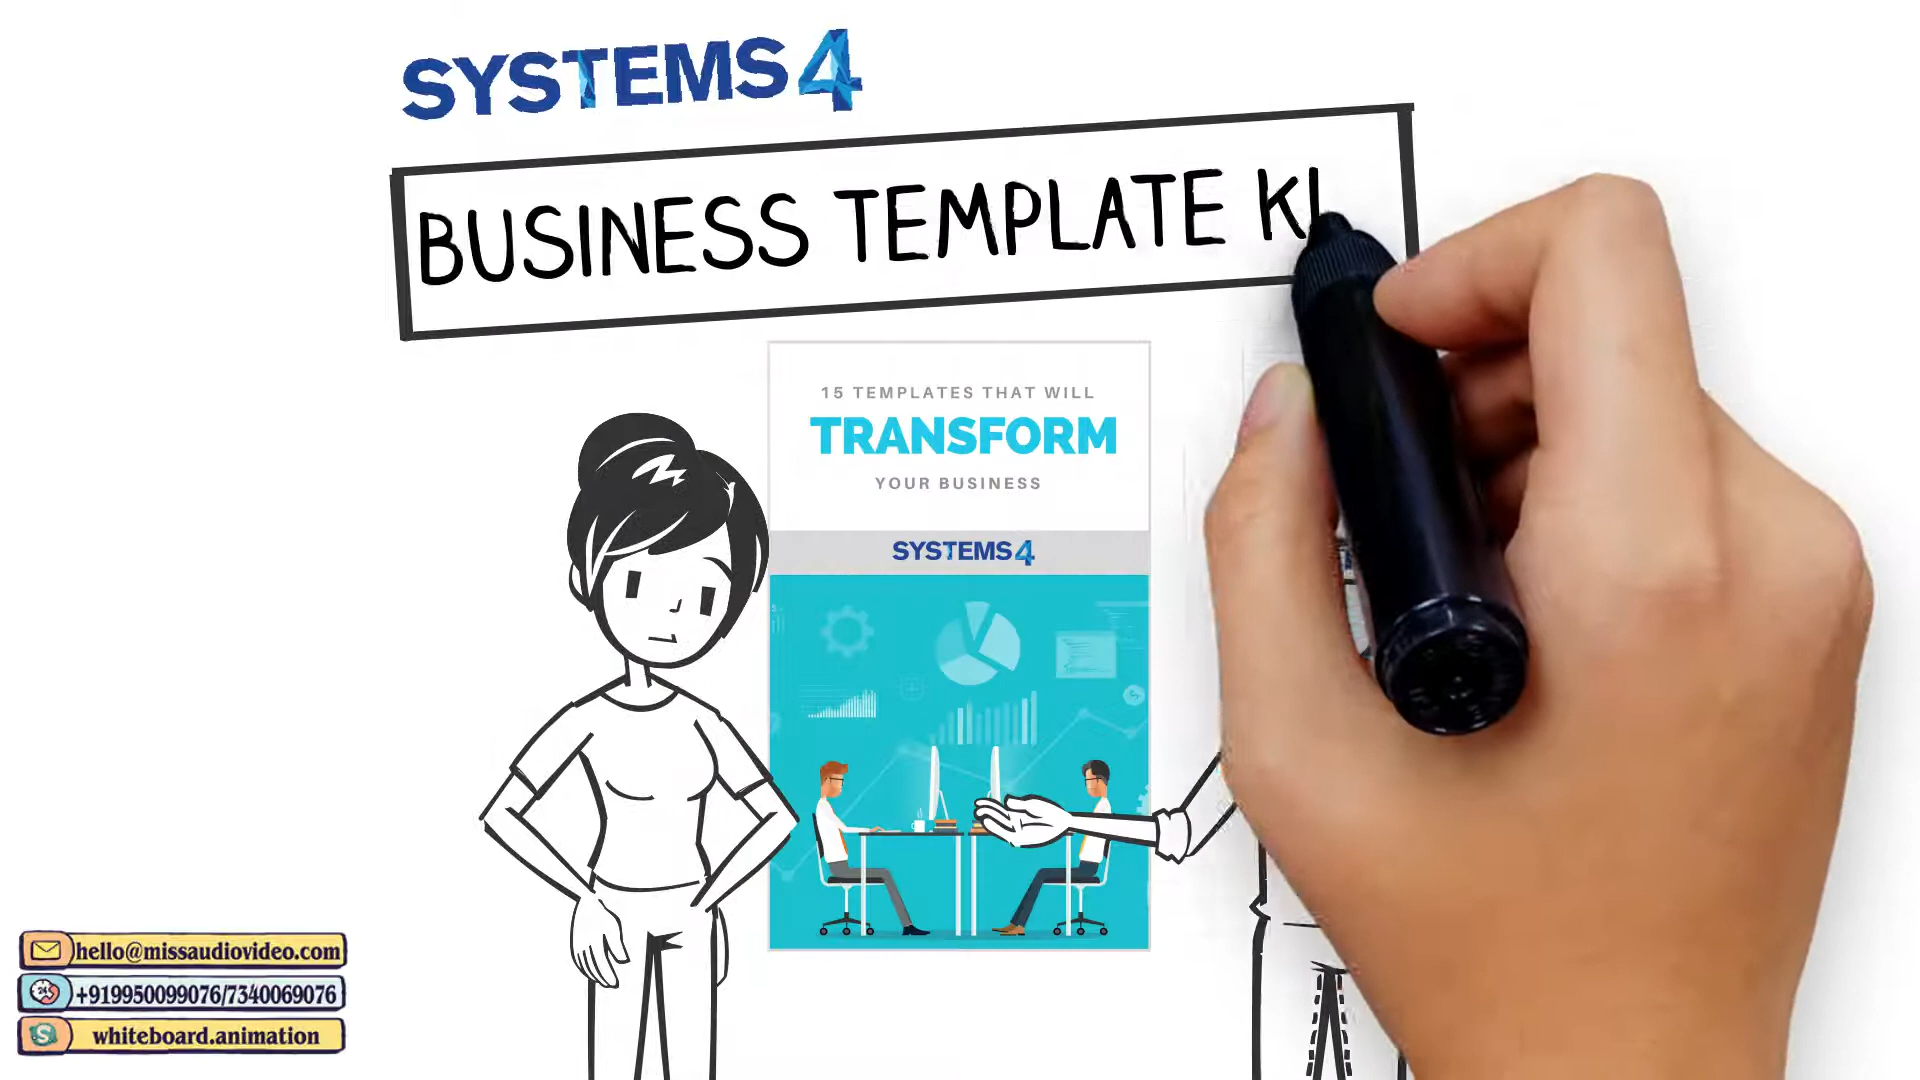 SYSTEMS4
BUSINESS TEMPLATE KI
15 TEMPLATES THAT WILL
TRANSFORM
YOUR BUSINESS
SYSTEMS4
hello@missaudiovideo.com
+919950099076/7340069076
whiteboard.animation